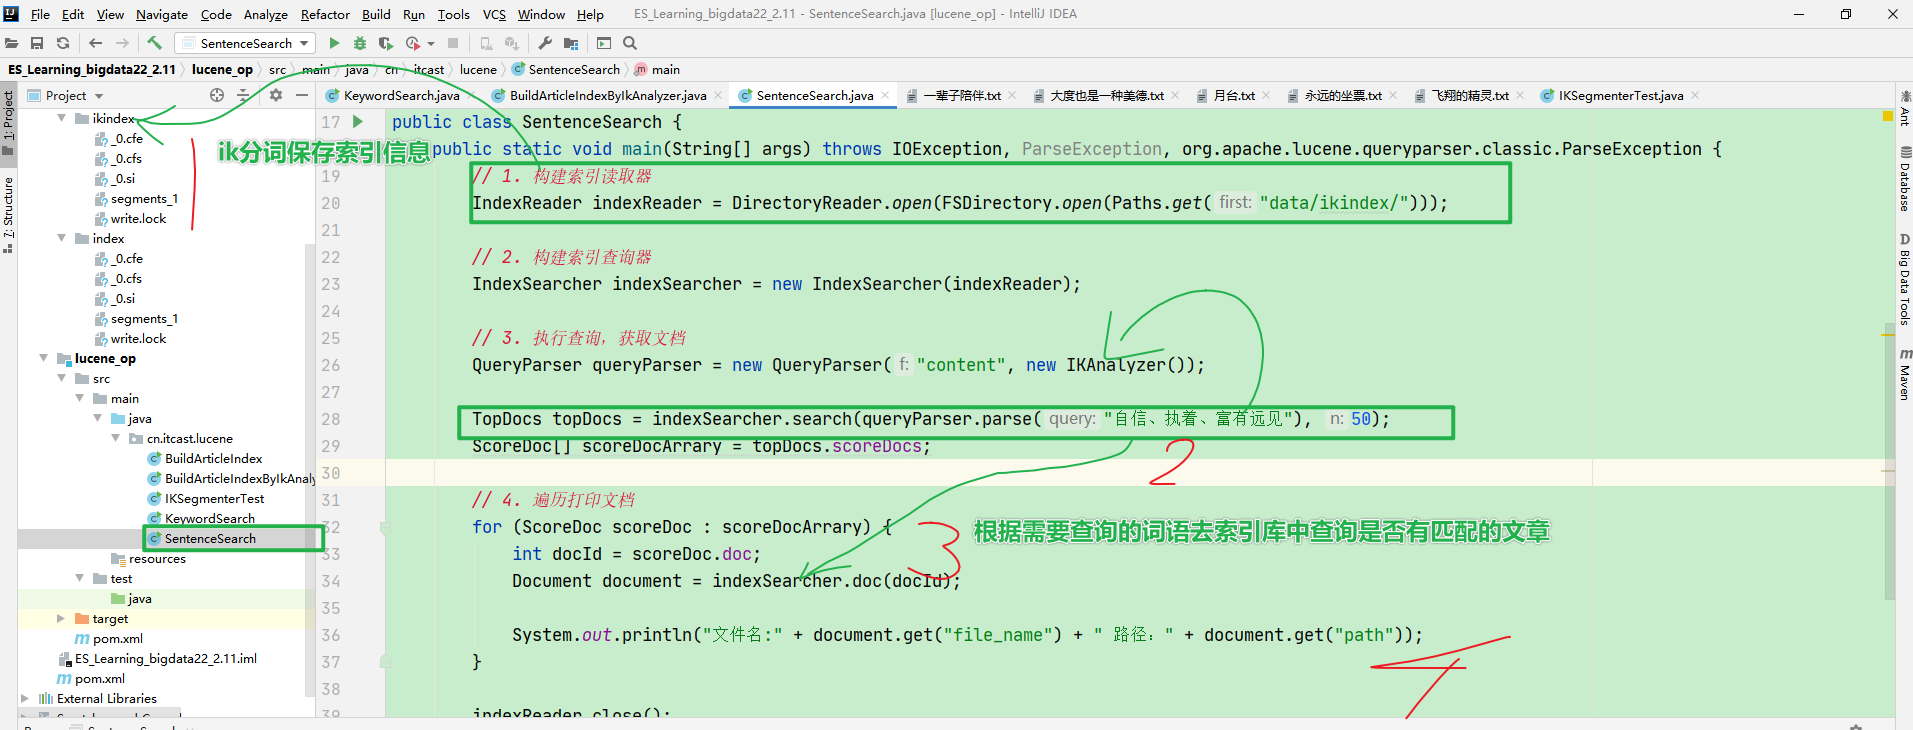 File Edit View Navigate Code Analyze Refactor Build Run Tools VCS Window Help ES_Learning_bigdata22_2.11 - SentenceSearch.java [lucene_op] - IntelliJ IDEA
SentenceSearch
ES_Learning_bigdata22_2.11 lucene_op src main java cn itcast lucene SentenceSearch main
Project
KeywordSearch.java BuildArticleIndexByIkAnalyzer.java SentenceSearch.java 一辈子陪伴.txt 大度也是一种美德.txt 月台.txt 永远的坐票.txt 飞翔的精灵.txt IKSegmenterTest.java
1: Project
7: Structure
ikindex
_0.cfe
_0.cfs
_0.si
segments_1
write.lock
index
_0.cfe
_0.cfs
_0.si
segments_1
write.lock
lucene_op
src
main
java
cn.itcast.lucene
BuildArticleIndex
BuildArticleIndexByIkAnaly
IKSegmenterTest
KeywordSearch
SentenceSearch
resources
test
java
target
pom.xml
ES_Learning_bigdata22_2.11.iml
pom.xml
External Libraries
ik分词保存索引信息
17 public class SentenceSearch {
public static void main(String[] args) throws IOException, ParseException, org.apache.lucene.queryparser.classic.ParseException {
19 // 1. 构建索引读取器
20 IndexReader indexReader = DirectoryReader.open(FSDirectory.open(Paths.get( first: "data/ikindex/")));
21
22 // 2. 构建索引查询器
23 IndexSearcher indexSearcher = new IndexSearcher(indexReader);
24
25 // 3. 执行查询，获取文档
26 QueryParser queryParser = new QueryParser( f: "content", new IKAnalyzer());
27
28 TopDocs topDocs = indexSearcher.search(queryParser.parse( query: "自信、执着、富有远见"), n: 50);
29 ScoreDoc[] scoreDocArrary = topDocs.scoreDocs;
30
2
31 // 4. 遍历打印文档
32 for (ScoreDoc scoreDoc : scoreDocArrary) {
3 根据需要查询的词语去索引库中查询是否有匹配的文章
33 int docId = scoreDoc.doc;
34 Document document = indexSearcher.doc(docId);
35
36 System.out.println("文件名:" + document.get("file_name") + " 路径: " + document.get("path"));
37 }
38
39 indexReader.close();
Ant
Database
D Big Data Tools
m Maven